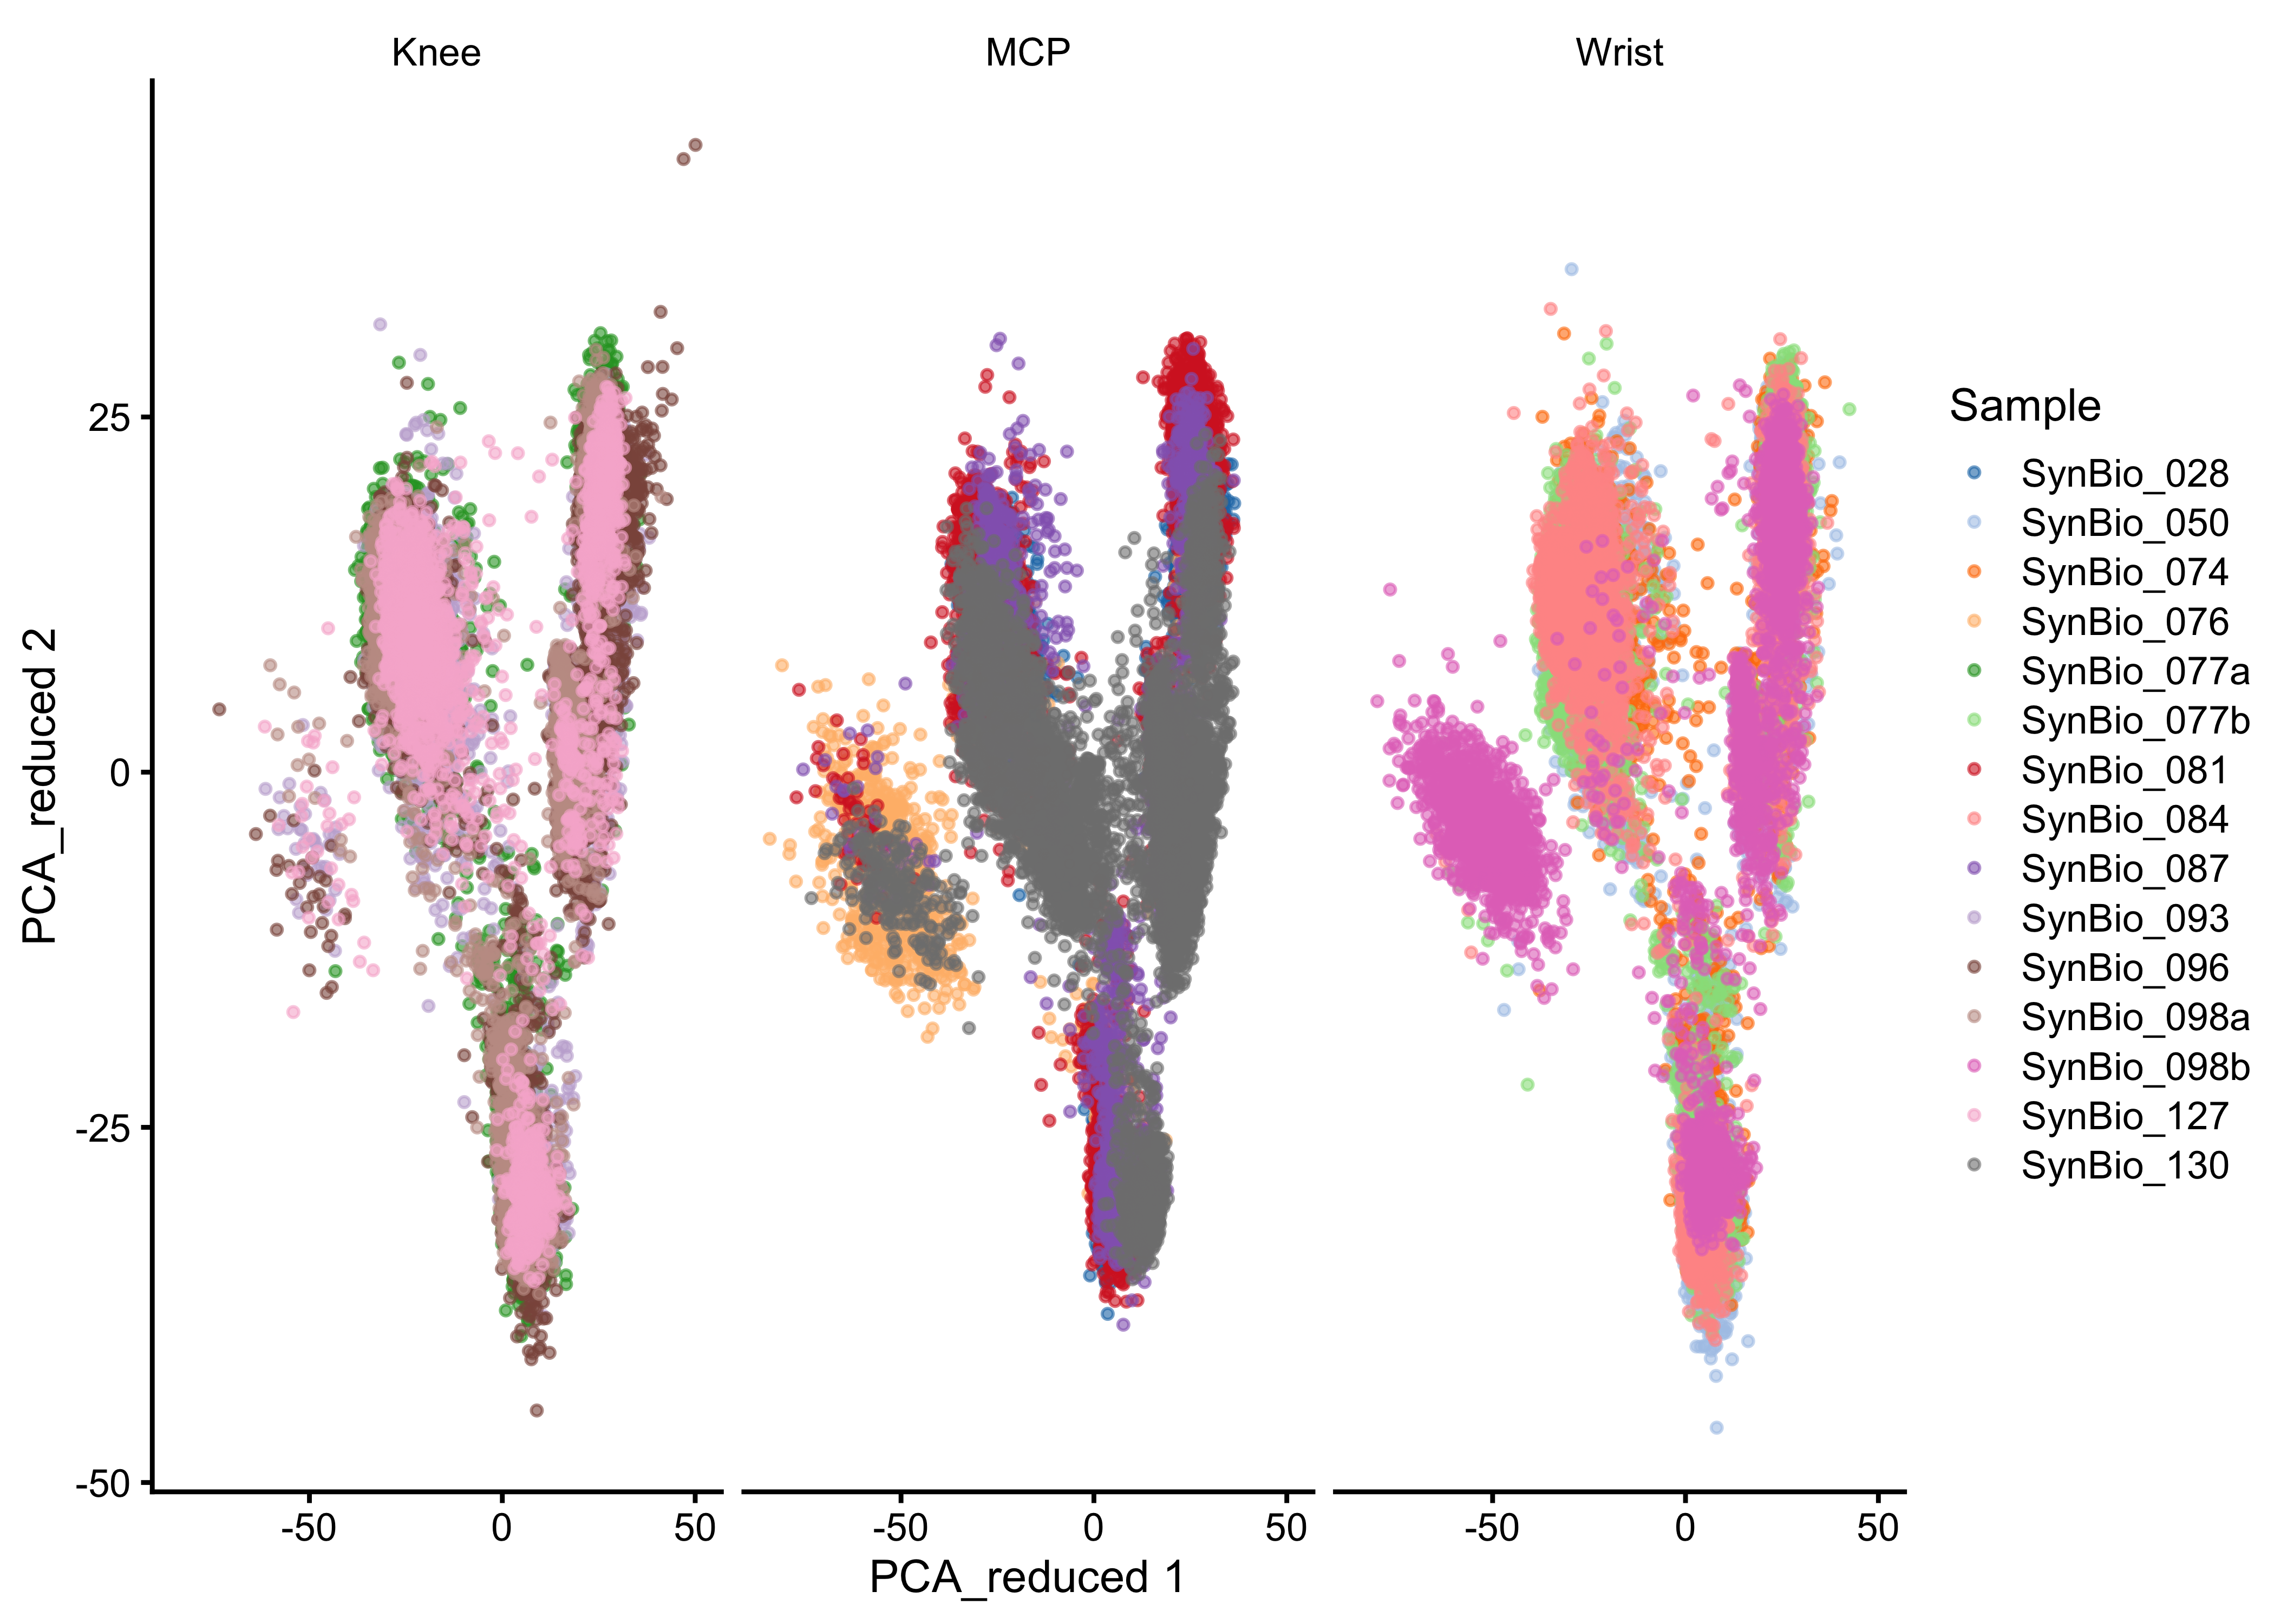 Knee MCP Wrist
PCA_reduced 2
25
0
-25
-50
-50 0 50 -50 0 50 -50 0 50
PCA_reduced 1
Sample
SynBio_028
SynBio_050
SynBio_074
SynBio_076
SynBio_077a
SynBio_077b
SynBio_081
SynBio_084
SynBio_087
SynBio_093
SynBio_096
SynBio_098a
SynBio_098b
SynBio_127
SynBio_130